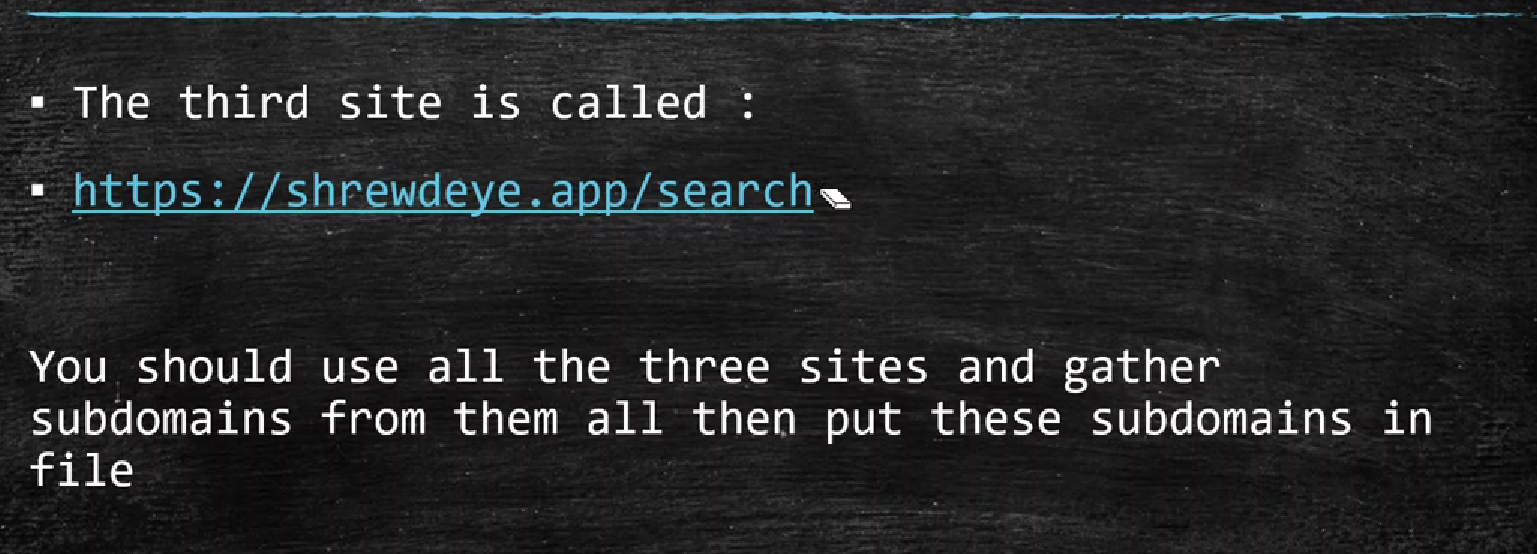 ▪ The third site is called :
▪ https://shrewdeye.app/search
You should use all the three sites and gather
subdomains from them all then put these subdomains in
file